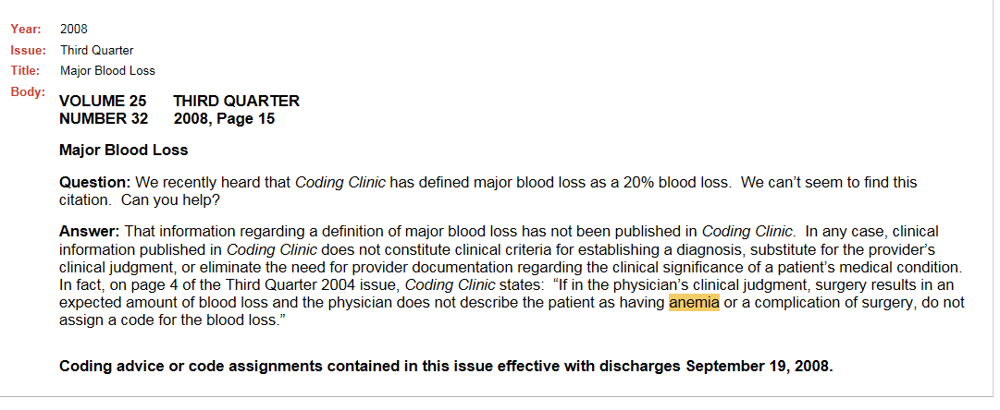 Year: 2008
Issue: Third Quarter
Title: Major Blood Loss
Body:
VOLUME 25 THIRD QUARTER
NUMBER 32 2008, Page 15
Major Blood Loss
Question: We recently heard that Coding Clinic has defined major blood loss as a 20% blood loss. We can’t seem to find this
citation. Can you help?
Answer: That information regarding a definition of major blood loss has not been published in Coding Clinic. In any case, clinical
information published in Coding Clinic does not constitute clinical criteria for establishing a diagnosis, substitute for the provider’s
clinical judgment, or eliminate the need for provider documentation regarding the clinical significance of a patient’s medical condition.
In fact, on page 4 of the Third Quarter 2004 issue, Coding Clinic states: “If in the physician’s clinical judgment, surgery results in an
expected amount of blood loss and the physician does not describe the patient as having anemia or a complication of surgery, do not
assign a code for the blood loss.”
Coding advice or code assignments contained in this issue effective with discharges September 19, 2008.